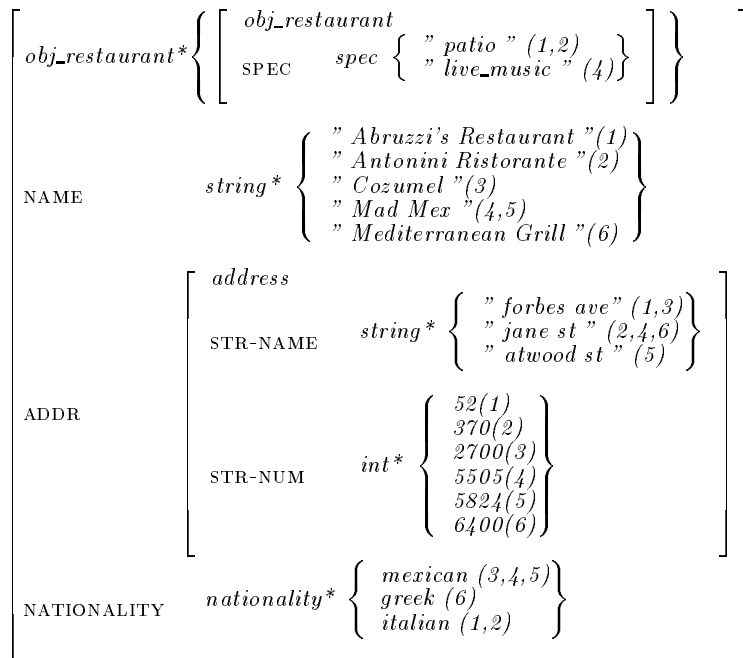 obj_restaurant
obj_restaurant* SPEC spec " patio " (1,2)
" live_music " (4)
NAME string* " Abruzzi's Restaurant "(1)
" Antonini Ristorante "(2)
" Cozumel "(3)
" Mad Mex "(4,5)
" Mediterranean Grill "(6)
address
STR-NAME string* " forbes ave" (1,3)
" jane st " (2,4,6)
" atwood st " (5)
ADDR
STR-NUM int* 52(1)
370(2)
2700(3)
5505(4)
5824(5)
6400(6)
NATIONALITY nationality* mexican (3,4,5)
greek (6)
italian (1,2)